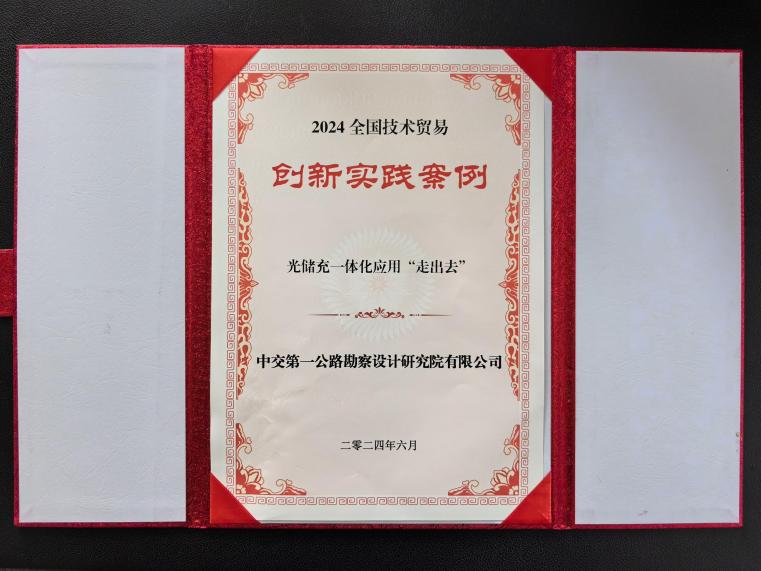 2024 全国技术贸易
创新实践案例
光储充一体化应用“走出去”
中交第一公路勘察设计研究院有限公司
二零二四年六月